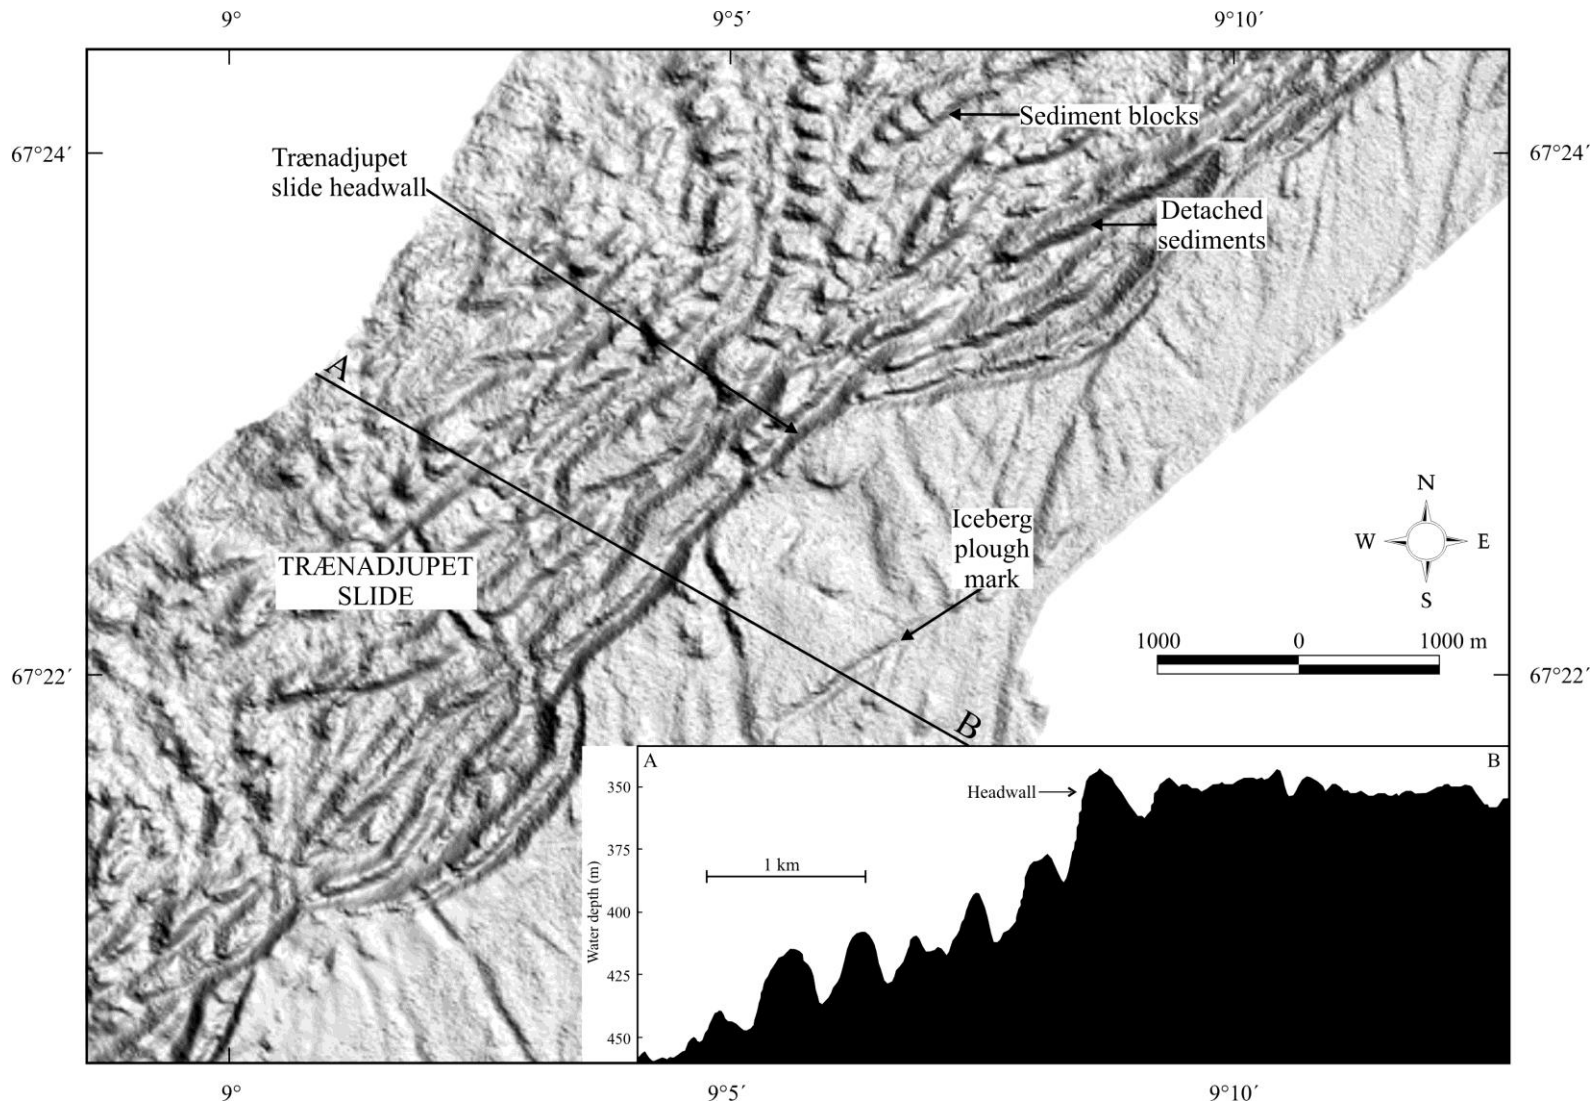 9°
9°5´
9°10´
67°24´
67°24´
Sediment blocks
Trænadjupet
slide headwall
Detached
sediments
A
N
W
E
S
Iceberg
plough
mark
TRÆNADJUPET
SLIDE
1000
0
1000 m
67°22´
67°22´
B
A
B
350
Headwall
375
1 km
400
Water depth (m)
425
450
9°
9°5´
9°10´